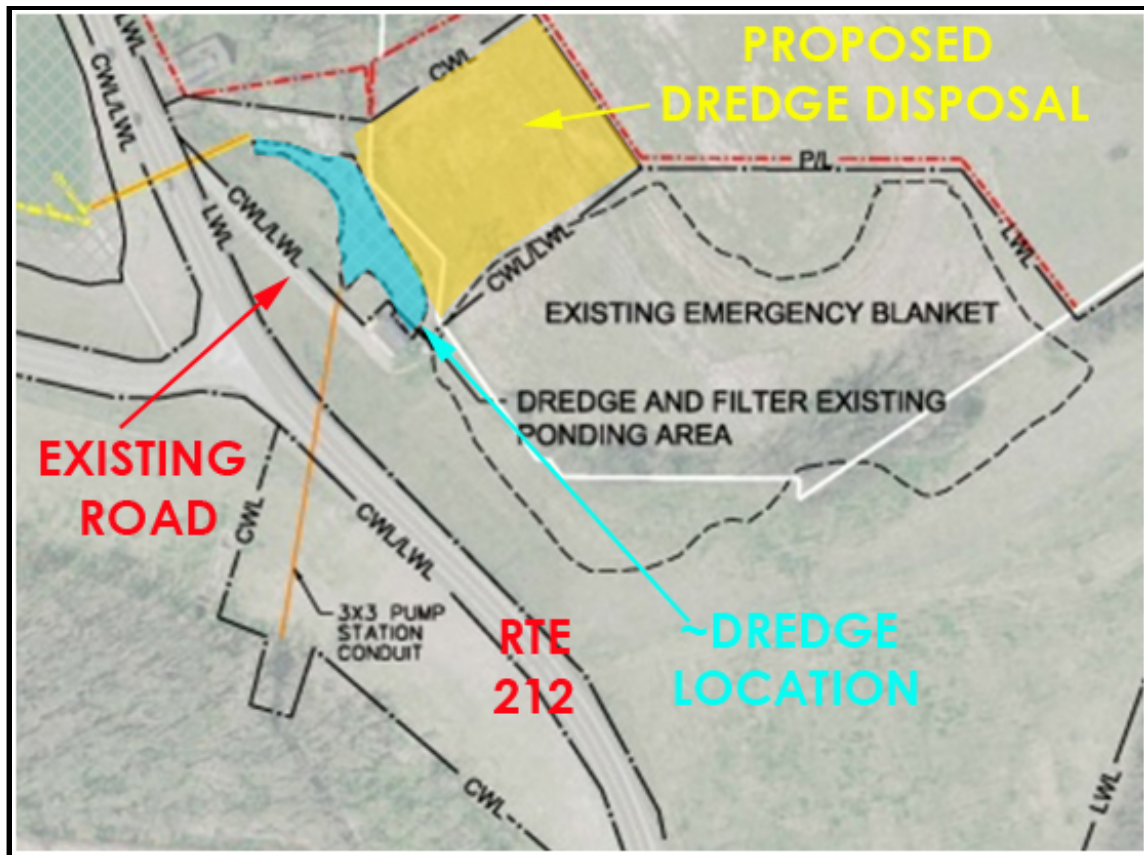 LWL
CWL/LWL
CWL
PROPOSED
DREDGE DISPOSAL
P/L
LWL
CWL/LWL
LWL
CWL/LWL
EXISTING EMERGENCY BLANKET
DREDGE AND FILTER EXISTING
PONDING AREA
EXISTING
ROAD
CWL
CWL/LWL
3X3 PUMP
STATION
CONDUIT
RTE
212
~DREDGE
LOCATION
CWL
LWL